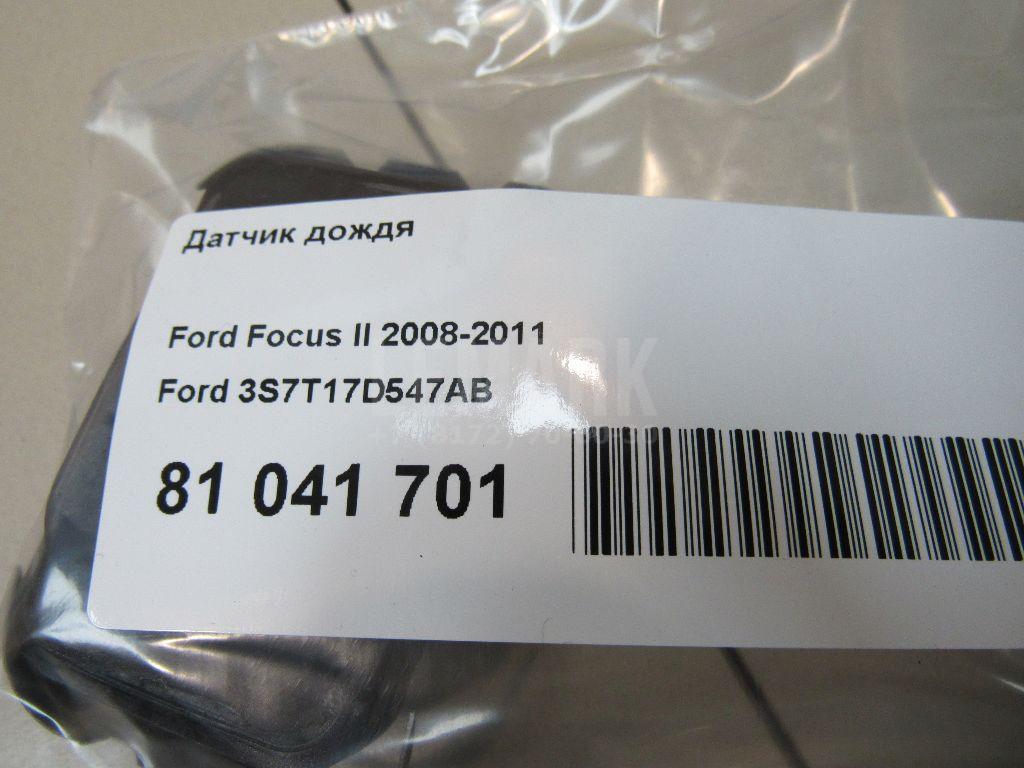 Датчик дождя
Ford Focus II 2008-2011
Ford 3S7T17D547AB
81 041 701